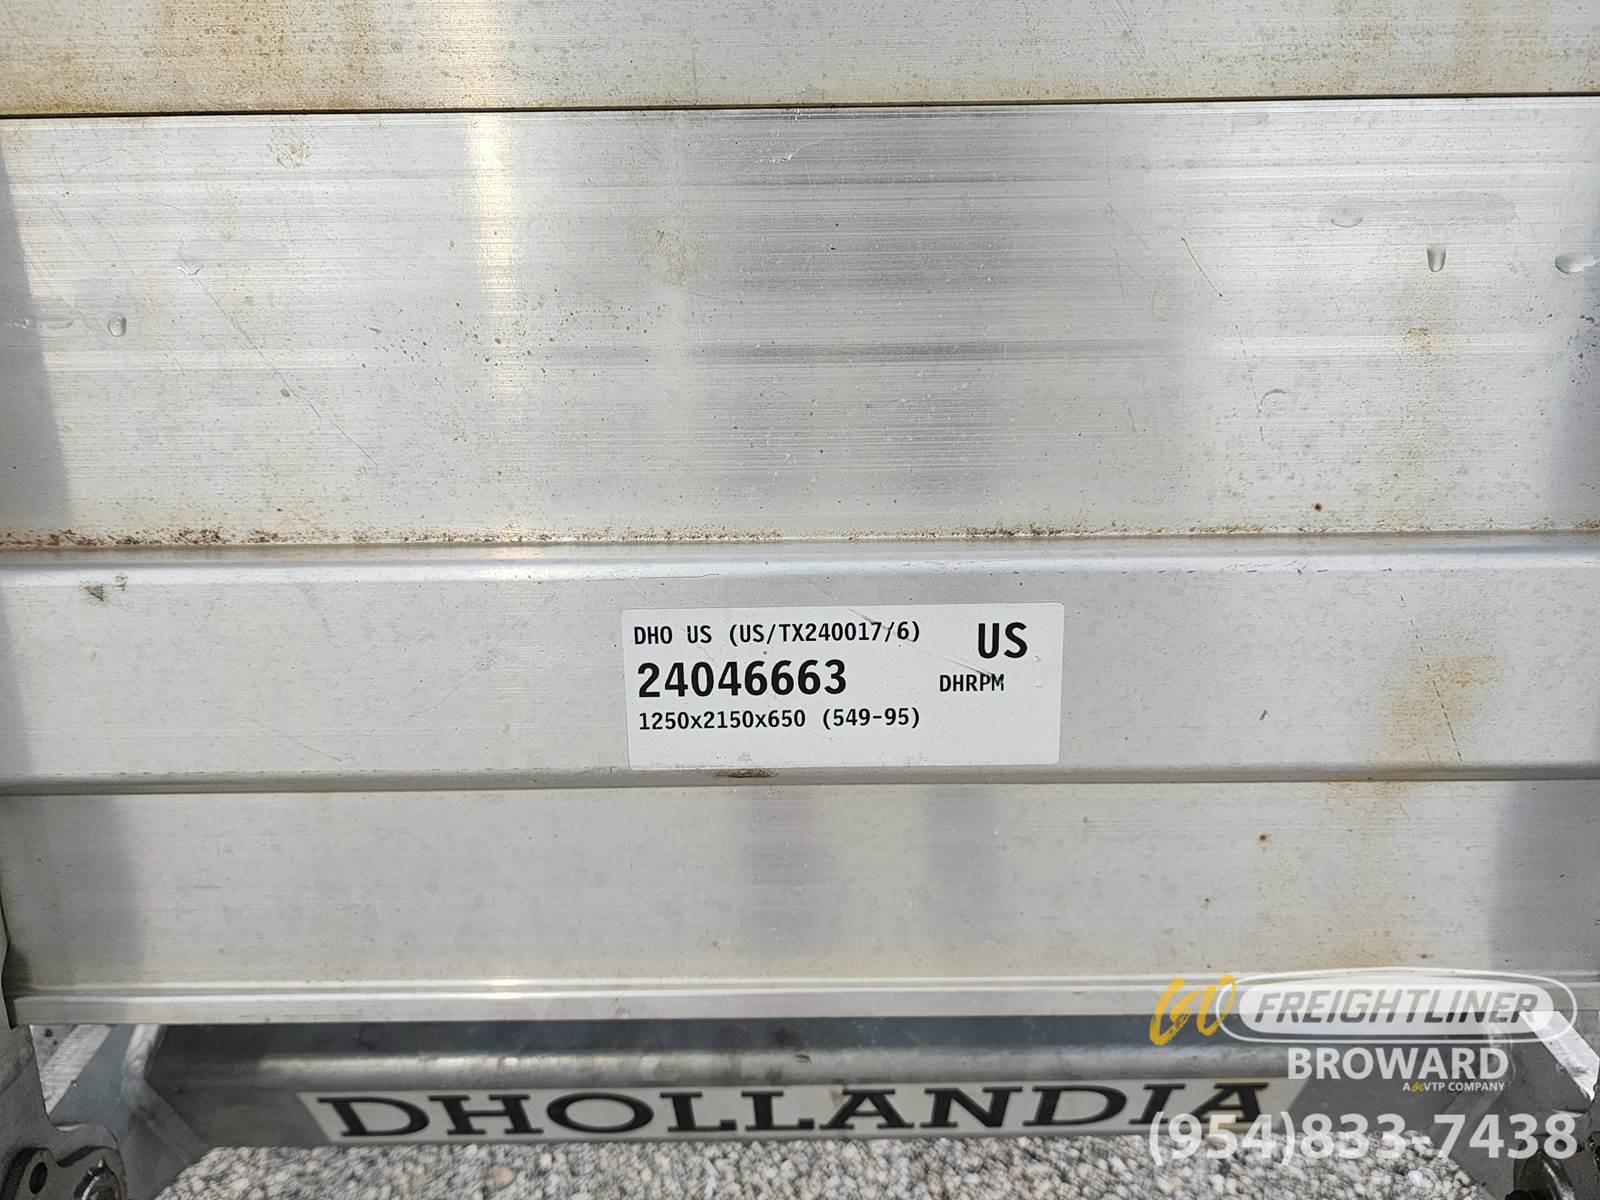 DHO US (US/TX240017/6) US
24046663 DHRPM
1250x2150x650 (549-95)
DHOLLANDIA
FREIGHTLINER
BROWARD
A VTP COMPANY
(954)833-7438